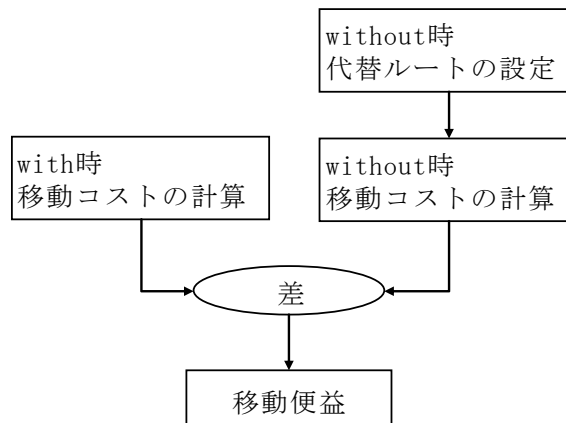 without時
代替ルートの設定
with時
移動コストの計算
without時
移動コストの計算
差
移動便益